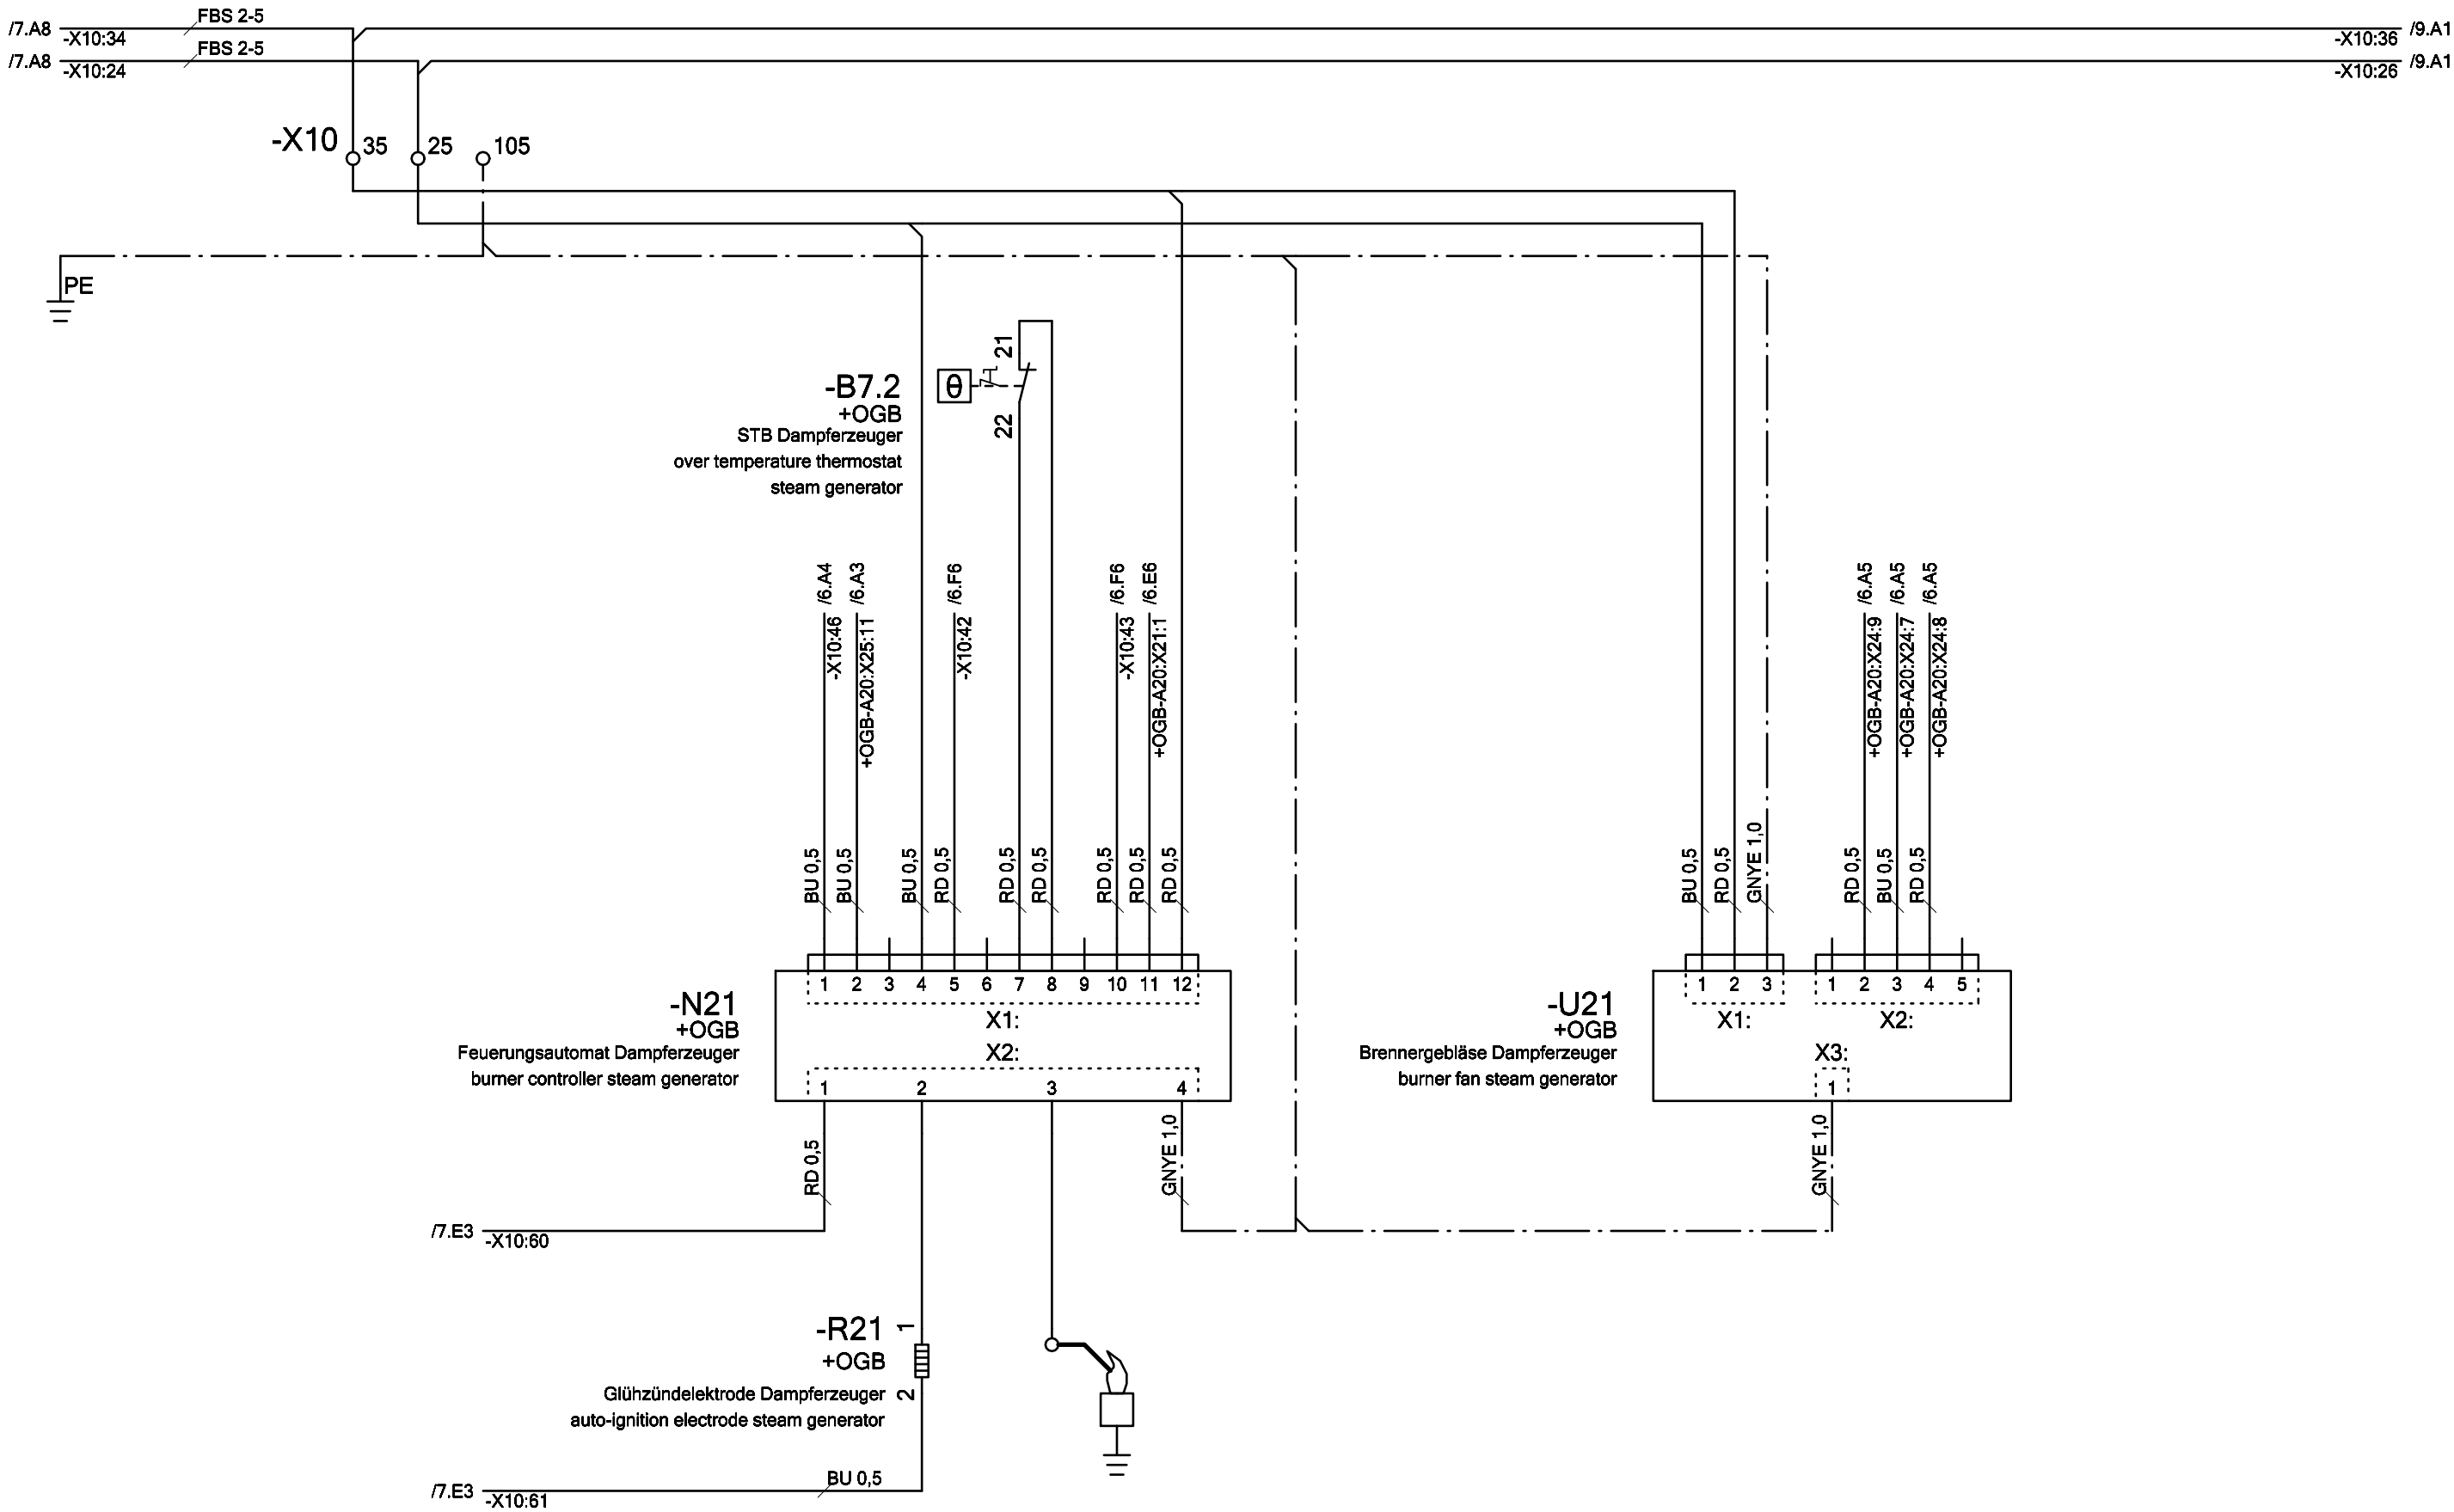 /7.A8
-X10:34
FBS 2-5
-X10:36
/9.A1
/7.A8
-X10:24
FBS 2-5
-X10:26
/9.A1
-X10
35
25
105
PE
-B7.2
+OGB
STB Dampferzeuger
over temperature thermostat
steam generator
θ
21
22
/6.A4
-X10:46
/6.A3
+OGB-A20:X25:11
/6.F6
-X10:42
/6.F6
-X10:43
/6.E6
+OGB-A20:X21:1
/6.A5
+OGB-A20:X24:9
/6.A5
+OGB-A20:X24:7
/6.A5
+OGB-A20:X24:8
BU 0,5
BU 0,5
BU 0,5
RD 0,5
RD 0,5
RD 0,5
RD 0,5
RD 0,5
RD 0,5
BU 0,5
RD 0,5
GNYE 1,0
RD 0,5
BU 0,5
RD 0,5
-N21
+OGB
Feuerungsautomat Dampferzeuger
burner controller steam generator
1 2 3 4 5 6 7 8 9 10 11 12
X1:
X2:
1 2 3 4
-U21
+OGB
Brennergebläse Dampferzeuger
burner fan steam generator
1 2 3
X1:
1 2 3 4 5
X2:
X3:
1
RD 0,5
GNYE 1,0
GNYE 1,0
/7.E3
-X10:60
-R21
+OGB
Glühzündelektrode Dampferzeuger
auto-ignition electrode steam generator
1
2
/7.E3
-X10:61
BU 0,5